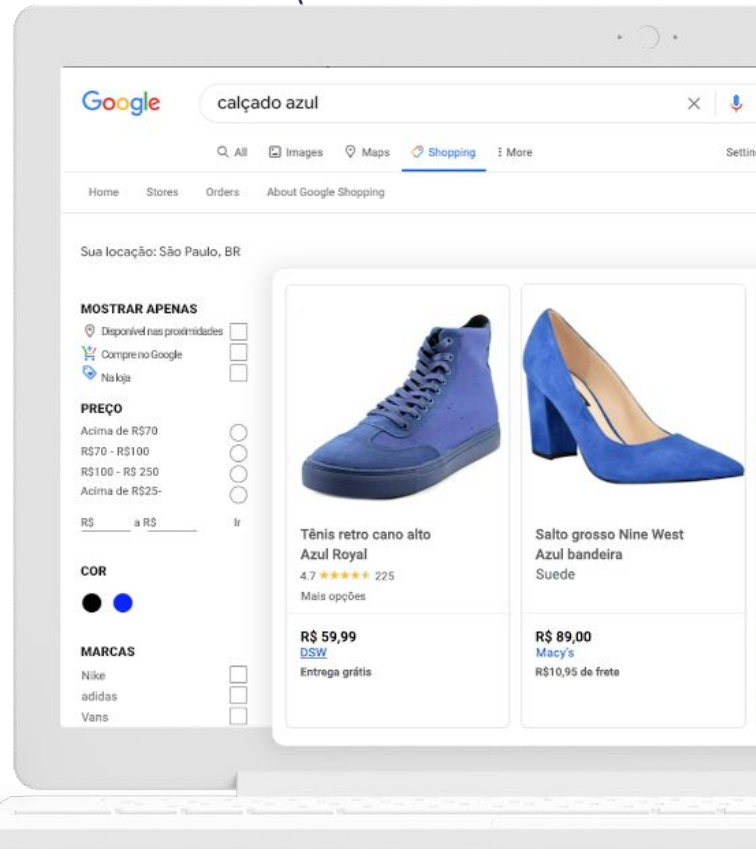 Google
calçado azul
All Images Maps Shopping More
Home Stores Orders About Google Shopping
Sua locação: São Paulo, BR
MOSTRAR APENAS
Disponível nas proximidades
Compre no Google
Na loja
PREÇO
Acima de R$70
R$70 - R$100
R$100 - R$ 250
Acima de R$25-
R$ a R$ Ir
COR
MARCAS
Nike
adidas
Vans
Tênis retro cano alto
Azul Royal
4.7 225
Mais opções
R$ 59,99
DSW
Entrega grátis
Salto grosso Nine West
Azul bandeira
Suede
R$ 89,00
Macy's
R$10,95 de frete